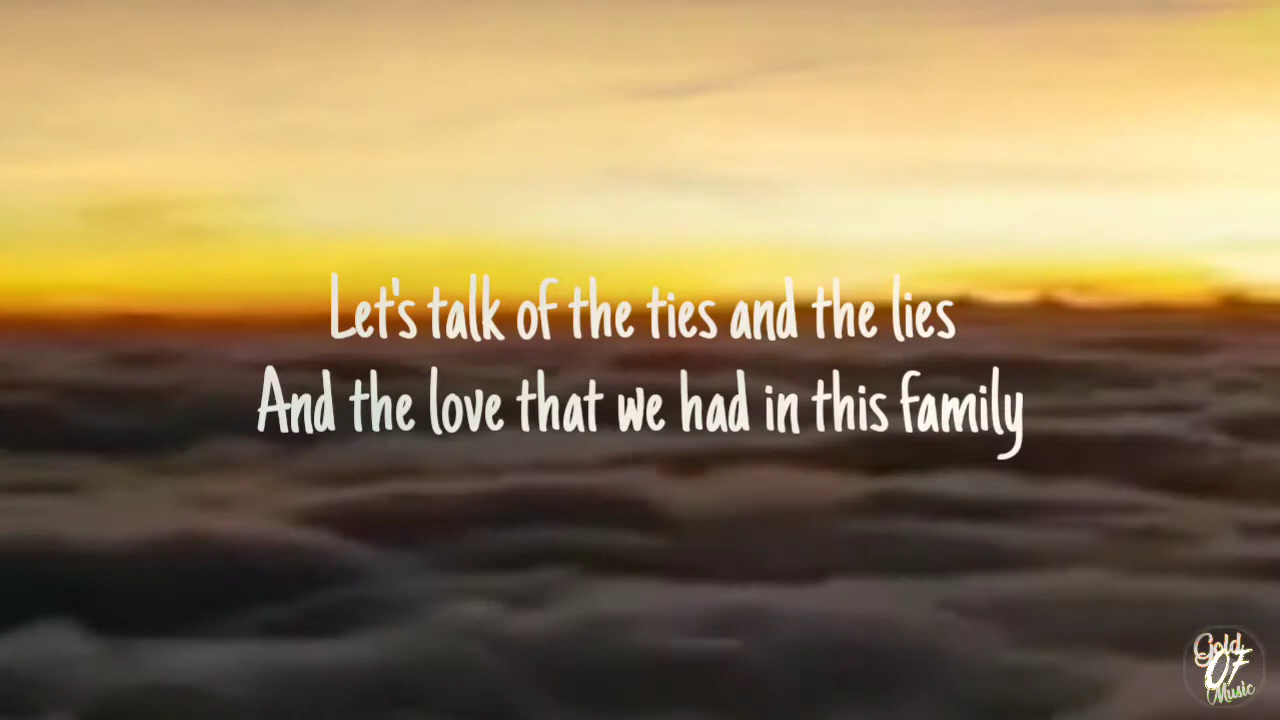 Let's talk of the ties and the lies
And the love that we had in this family
Gold
OF
Music